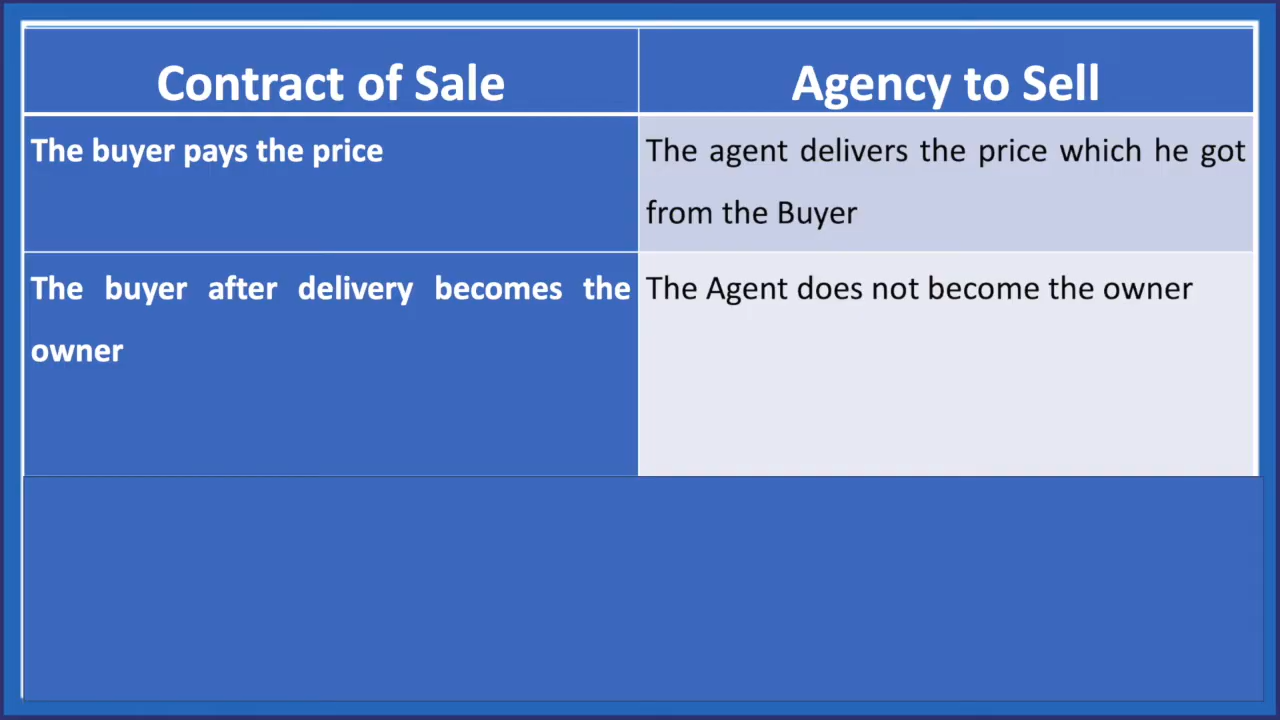 Contract of Sale
Agency to Sell
The buyer pays the price
The agent delivers the price which he got
from the Buyer
The buyer after delivery becomes the
owner
The Agent does not become the owner